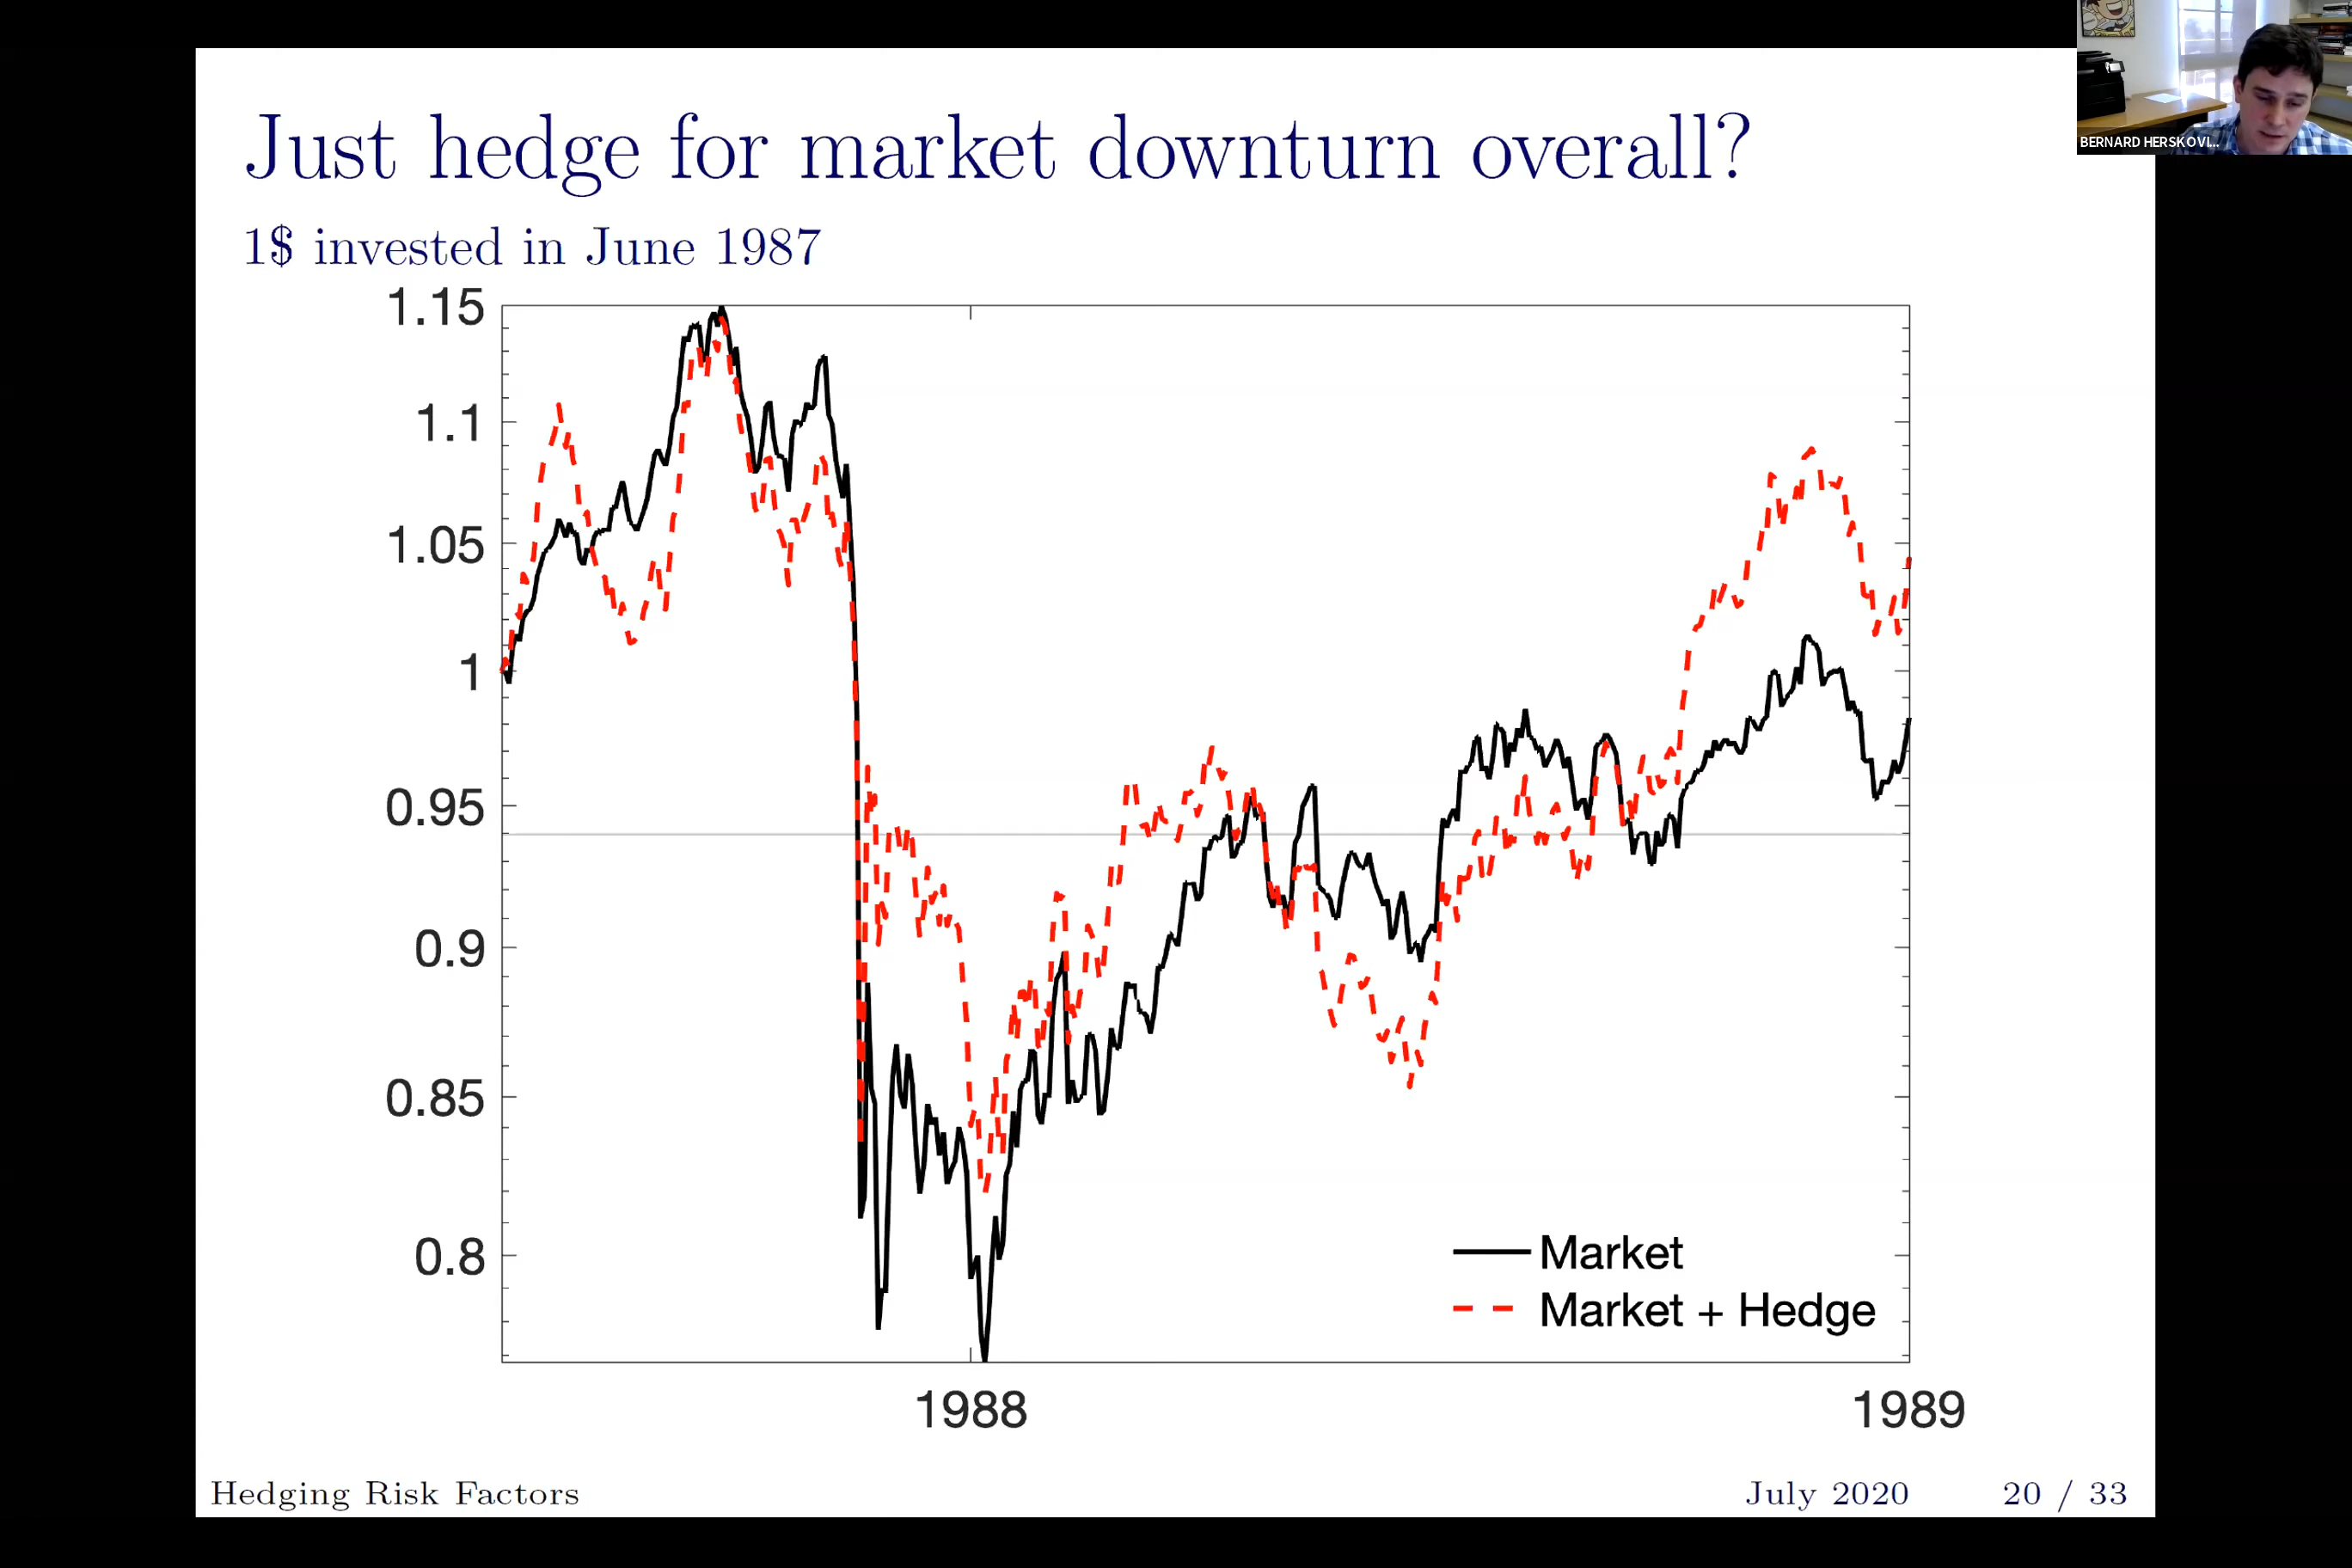 Just hedge for market downturn overall?
BERNARD HERSKOVI...
1$ invested in June 1987
1.15
1.1
1.05
1
0.95
0.9
0.85
0.8
Market
Market + Hedge
1988
1989
Hedging Risk Factors
July 2020
20 / 33